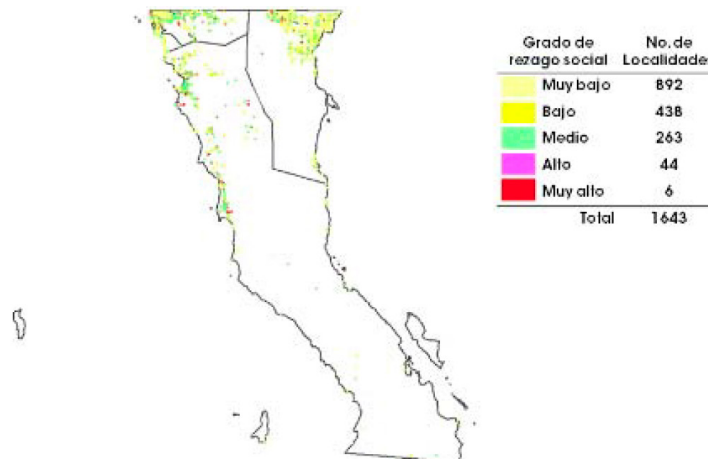 Grado de No. de
rezago social Localidades
Muy bajo 892
Bajo 438
Medio 263
Alto 44
Muy alto 6
Total 1643